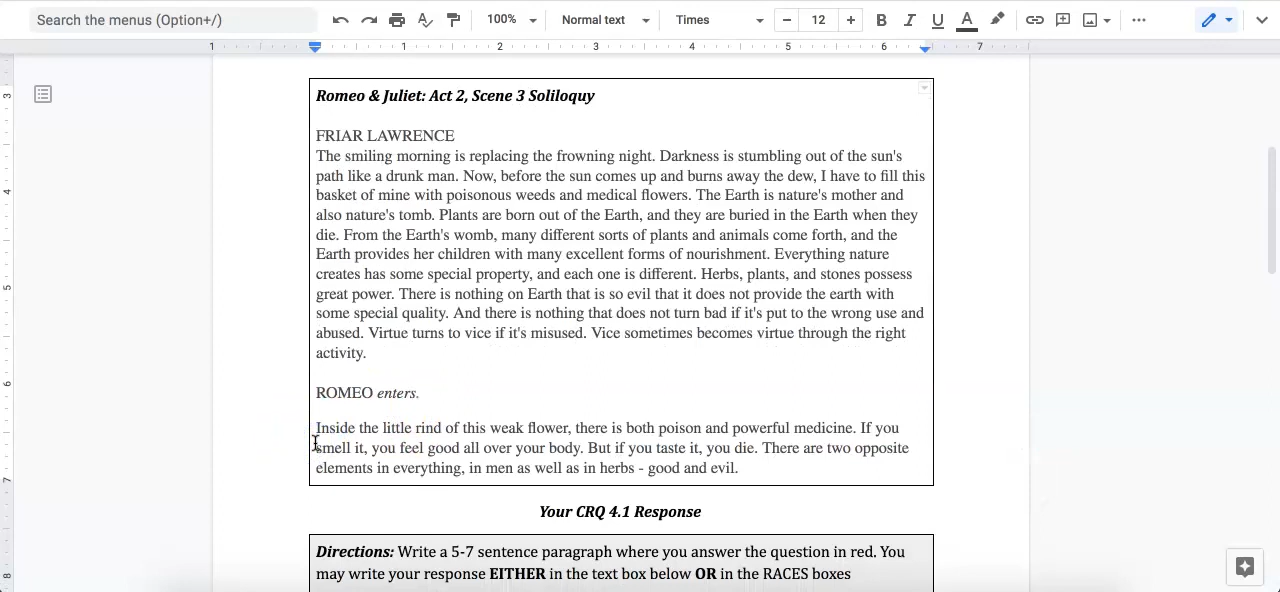 Search the menus (Option+/)
100%
Normal text
Times
12
B I U A
1 1 2 3 4 5 6 7
3
4
5
6
7
8
Romeo & Juliet: Act 2, Scene 3 Soliloquy
FRIAR LAWRENCE
The smiling morning is replacing the frowning night. Darkness is stumbling out of the sun's
path like a drunk man. Now, before the sun comes up and burns away the dew, I have to fill this
basket of mine with poisonous weeds and medical flowers. The Earth is nature's mother and
also nature's tomb. Plants are born out of the Earth, and they are buried in the Earth when they
die. From the Earth's womb, many different sorts of plants and animals come forth, and the
Earth provides her children with many excellent forms of nourishment. Everything nature
creates has some special property, and each one is different. Herbs, plants, and stones possess
great power. There is nothing on Earth that is so evil that it does not provide the earth with
some special quality. And there is nothing that does not turn bad if it's put to the wrong use and
abused. Virtue turns to vice if it's misused. Vice sometimes becomes virtue through the right
activity.
ROMEO enters.
Inside the little rind of this weak flower, there is both poison and powerful medicine. If you
smell it, you feel good all over your body. But if you taste it, you die. There are two opposite
elements in everything, in men as well as in herbs - good and evil.
Your CRQ 4.1 Response
Directions: Write a 5-7 sentence paragraph where you answer the question in red. You
may write your response EITHER in the text box below OR in the RACES boxes